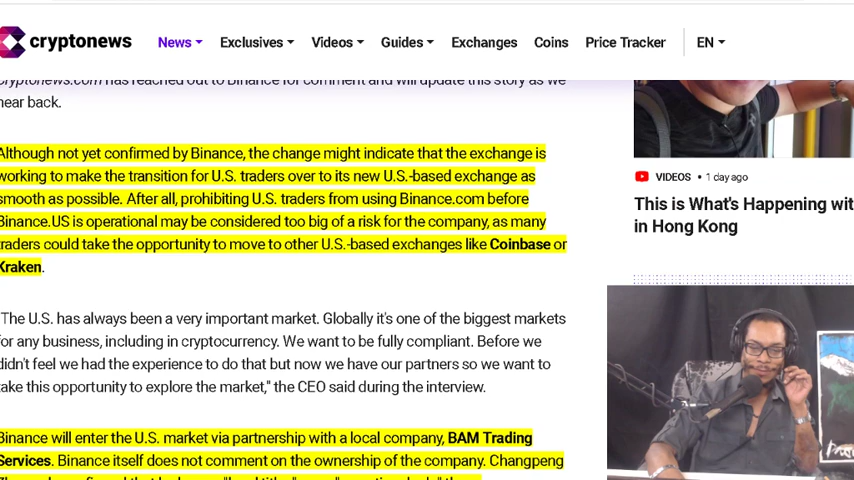 cryptonews
News Exclusives Videos Guides Exchanges Coins Price Tracker EN
cryptonews.com has reached out to Binance for comment and will update this story as we
hear back.
Although not yet confirmed by Binance, the change might indicate that the exchange is
working to make the transition for U.S. traders over to its new U.S.-based exchange as
smooth as possible. After all, prohibiting U.S. traders from using Binance.com before
Binance.US is operational may be considered too big of a risk for the company, as many
traders could take the opportunity to move to other U.S.-based exchanges like Coinbase or
Kraken.
"The U.S. has always been a very important market. Globally it's one of the biggest markets
for any business, including in cryptocurrency. We want to be fully compliant. Before we
didn't feel we had the experience to do that but now we have our partners so we want to
take this opportunity to explore the market," the CEO said during the interview.
Binance will enter the U.S. market via partnership with a local company, BAM Trading
Services. Binance itself does not comment on the ownership of the company. Changpeng
VIDEOS • 1 day ago
This is What's Happening wit
in Hong Kong